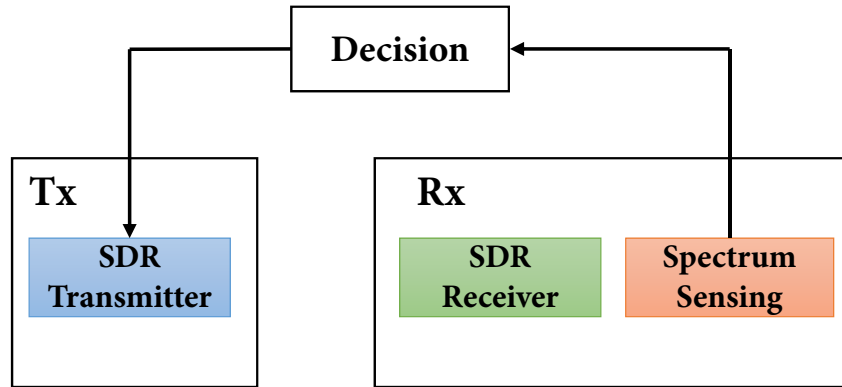 Decision
Tx
Rx
SDR
Transmitter
SDR
Receiver
Spectrum
Sensing